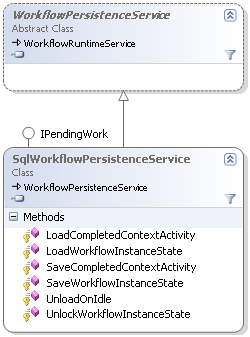 WorkflowPersistenceService
Abstract Class
WorkflowRuntimeService
IPendingWork
SqlWorkflowPersistenceService
Class
WorkflowPersistenceService
Methods
LoadCompletedContextActivity
LoadWorkflowInstanceState
SaveCompletedContextActivity
SaveWorkflowInstanceState
UnloadOnIdle
UnlockWorkflowInstanceState